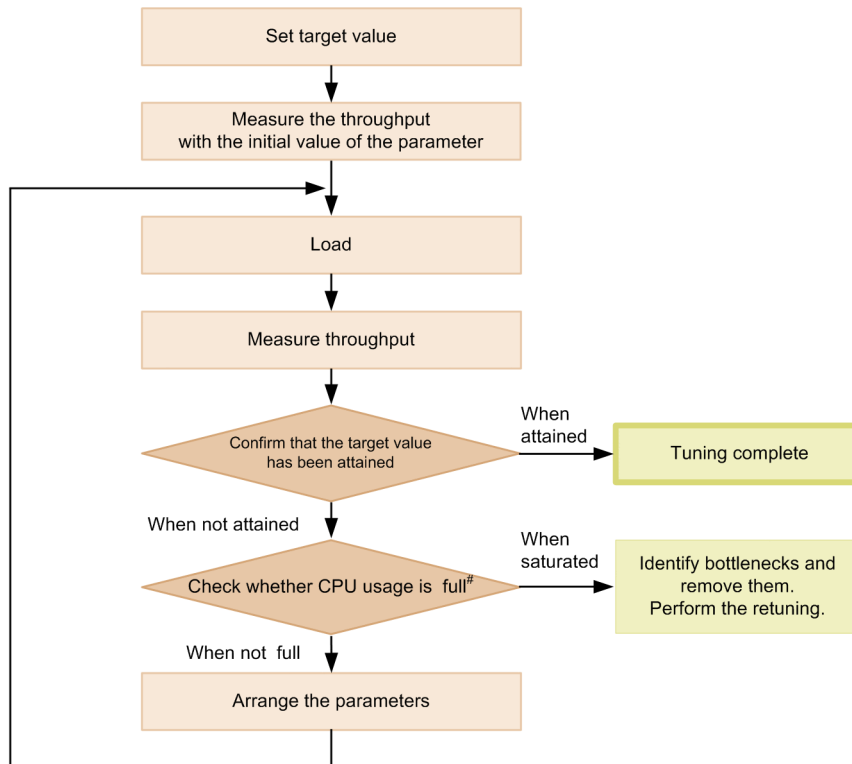 Set target value
Measure the throughput
with the initial value of the parameter
Load
Measure throughput
Confirm that the target value
has been attained
When
attained
Tuning complete
When not attained
Check whether CPU usage is  full#
When
saturated
Identify bottlenecks and
remove them.
Perform the retuning.
When not  full
Arrange the parameters